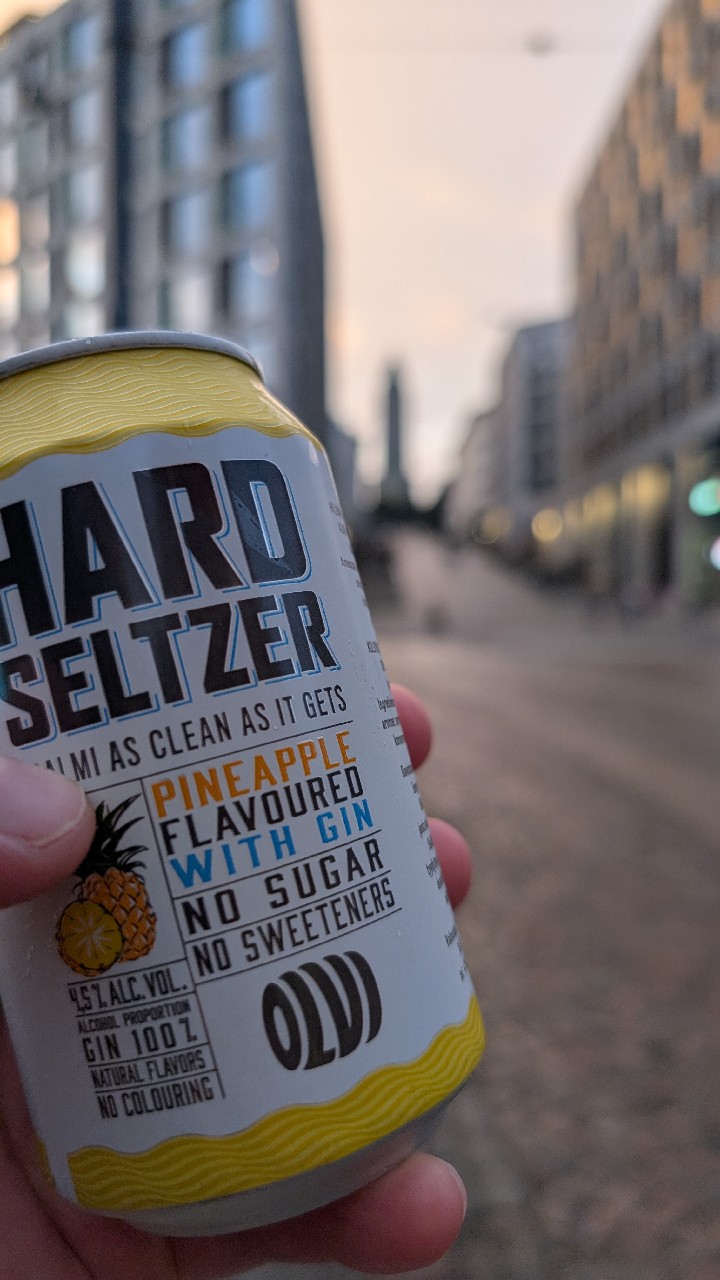 HARD
SELTZER
MI AS CLEAN AS IT GETS
PINEAPPLE
FLAVOURED
WITH GIN
NO SUGAR
NO SWEETENERS
4,5% ALC. VOL.
ALCOHOL PROPORTION
GIN 100%
NATURAL FLAVORS
NO COLOURING
OLVI